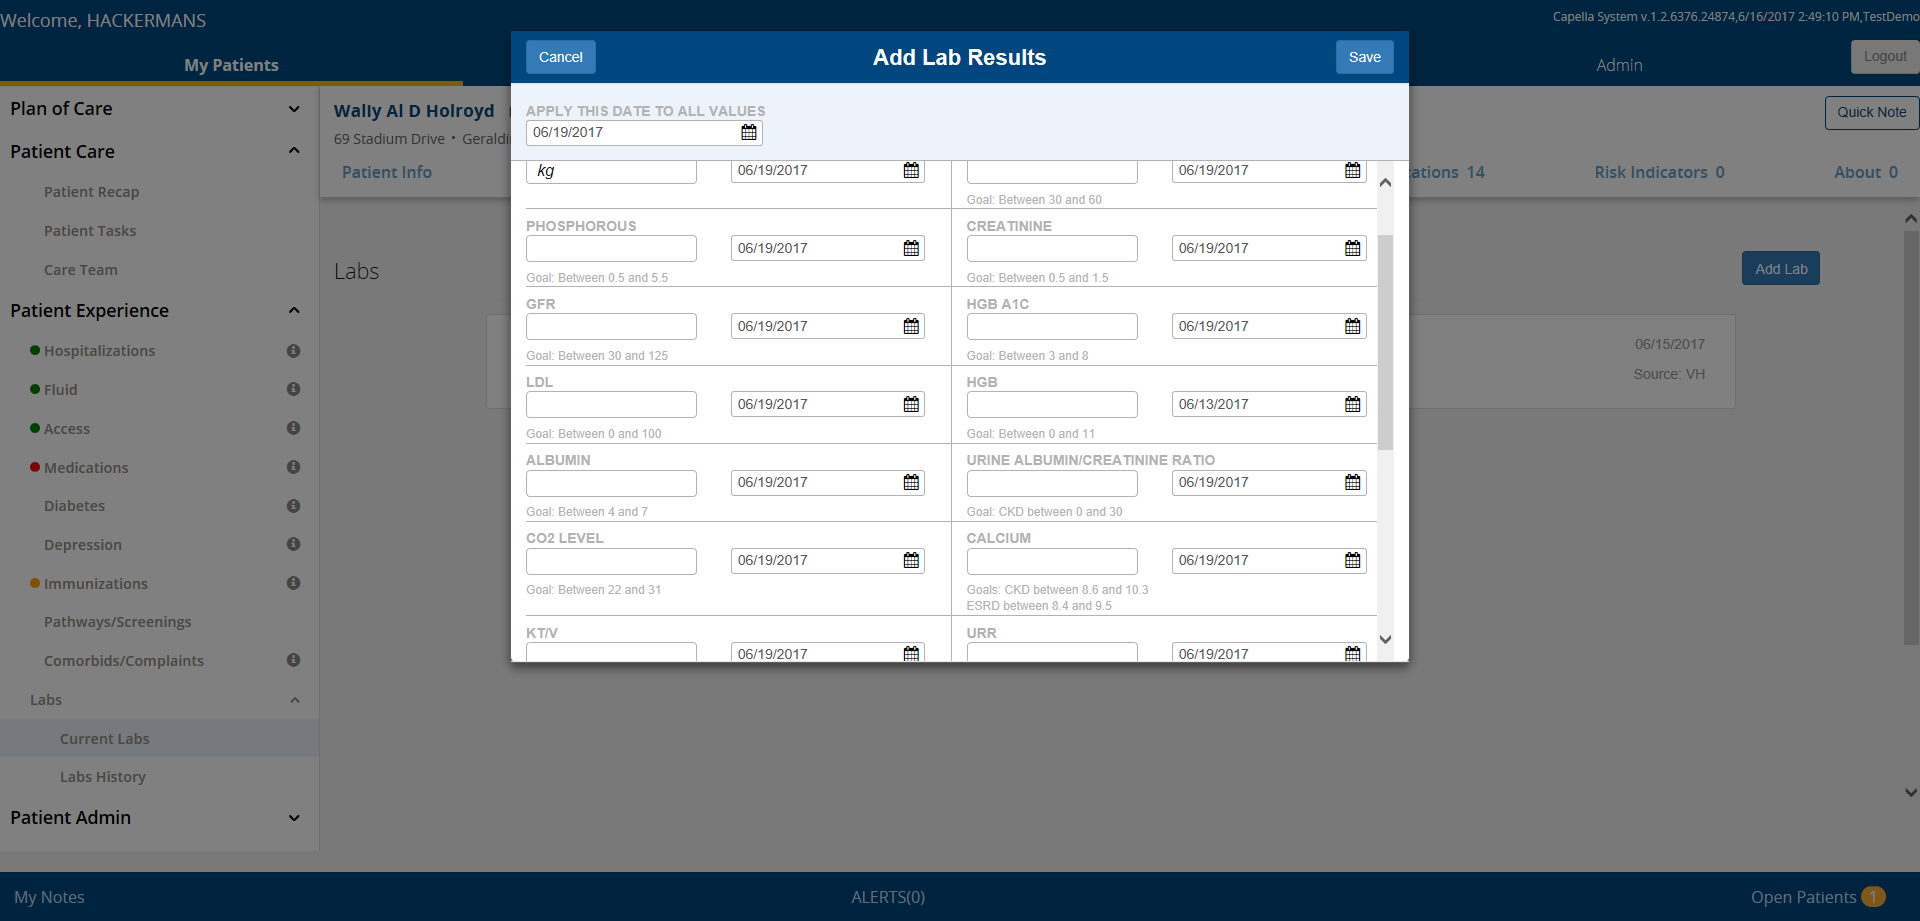 Welcome, HACKERMANS
Capella System v.1.2.6376.24874,6/16/2017 2:49:10 PM,TestDemo
My Patients
Admin
Logout
Cancel
Add Lab Results
Save
Plan of Care
Patient Care
Patient Recap
Patient Tasks
Care Team
Patient Experience
Hospitalizations
Fluid
Access
Medications
Diabetes
Depression
Immunizations
Pathways/Screenings
Comorbids/Complaints
Labs
Current Labs
Labs History
Patient Admin
Wally Al D Holroyd
Quick Note
69 Stadium Drive •
Patient Info
14
Risk Indicators 0
About 0
Labs
Add Lab
06/15/2017
Source: VH
APPLY THIS DATE TO ALL VALUES
06/19/2017
kg
06/19/2017
06/19/2017
Goal: Between 30 and 60
PHOSPHOROUS
06/19/2017
Goal: Between 0.5 and 5.5
CREATININE
06/19/2017
Goal: Between 0.5 and 1.5
GFR
06/19/2017
Goal: Between 30 and 125
HGB A1C
06/19/2017
Goal: Between 3 and 8
LDL
06/19/2017
Goal: Between 0 and 100
HGB
06/13/2017
Goal: Between 0 and 11
ALBUMIN
06/19/2017
Goal: Between 4 and 7
URINE ALBUMIN/CREATININE RATIO
06/19/2017
Goal: CKD between 0 and 30
CO2 LEVEL
06/19/2017
Goal: Between 22 and 31
CALCIUM
06/19/2017
Goals: CKD between 8.6 and 10.3
ESRD between 8.4 and 9.5
KT/V
06/19/2017
URR
06/19/2017
My Notes
ALERTS(0)
Open Patients 1